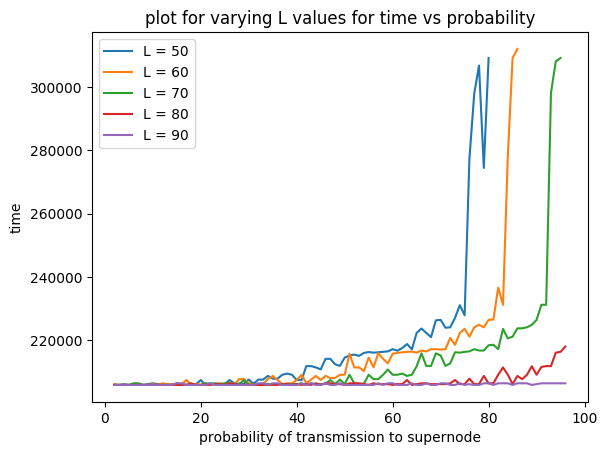 plot for varying L values for time vs probability
L = 50
L = 60
L = 70
L = 80
L = 90
time
300000
280000
260000
240000
220000
0 20 40 60 80 100
probability of transmission to supernode